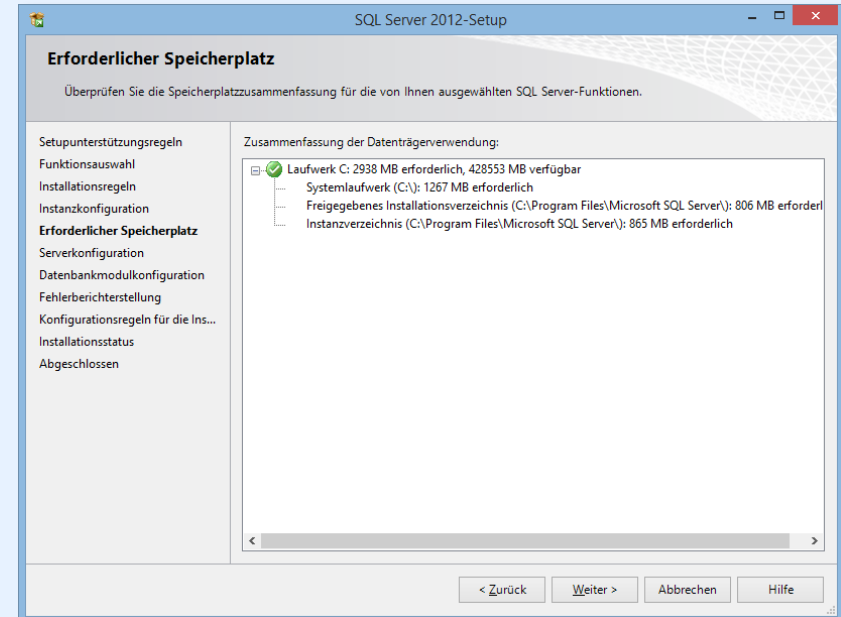 SQL Server 2012-Setup
Erforderlicher Speicherplatz
Überprüfen Sie die Speicherplatzzusammenfassung für die von Ihnen ausgewählten SQL Server-Funktionen.
Setupunterstützungsregeln
Funktionsauswahl
Installationsregeln
Instanzkonfiguration
Erforderlicher Speicherplatz
Serverkonfiguration
Datenbankmodulkonfiguration
Fehlerberichterstellung
Konfigurationsregeln für die Ins...
Installationsstatus
Abgeschlossen
Zusammenfassung der Datenträgerverwendung:
Laufwerk C: 2938 MB erforderlich, 428553 MB verfügbar
Systemlaufwerk (C:\): 1267 MB erforderlich
Freigegebenes Installationsverzeichnis (C:\Program Files\Microsoft SQL Server\): 806 MB erforderl
Instanzverzeichnis (C:\Program Files\Microsoft SQL Server\): 865 MB erforderlich
< Zurück
Weiter >
Abbrechen
Hilfe